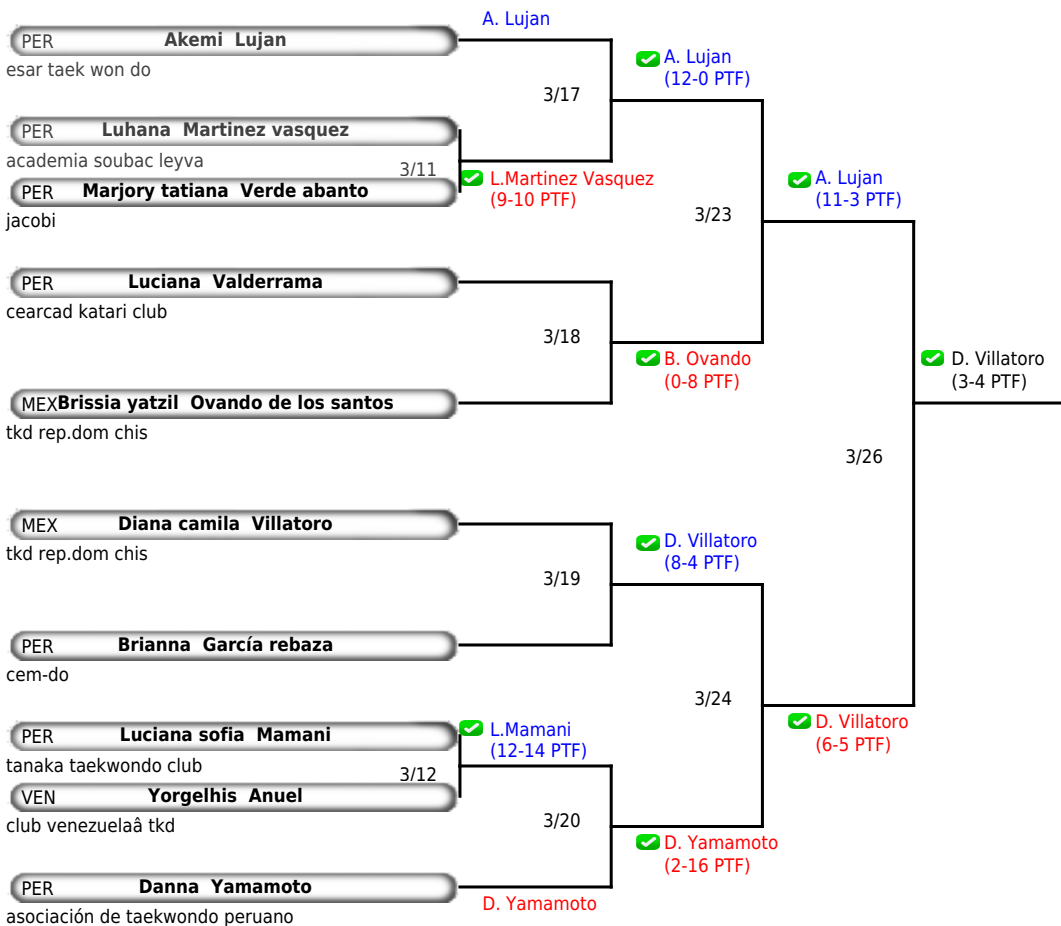 A. Lujan
PER Akemi Lujan
esar taek won do
A. Lujan
(12-0 PTF)
3/17
PER Luhana Martinez vasquez
academia soubac leyva
3/11
L.Martinez Vasquez
(9-10 PTF)
PER Marjory tatiana Verde abanto
jacobi
A. Lujan
(11-3 PTF)
3/23
PER Luciana Valderrama
cearcad katari club
3/18
B. Ovando
(0-8 PTF)
D. Villatoro
(3-4 PTF)
MEX Brissia yatzil Ovando de los santos
tkd rep.dom chis
3/26
MEX Diana camila Villatoro
tkd rep.dom chis
D. Villatoro
(8-4 PTF)
3/19
PER Brianna García rebaza
cem-do
3/24
D. Villatoro
(6-5 PTF)
PER Luciana sofia Mamani
tanaka taekwondo club
L.Mamani
(12-14 PTF)
3/12
VEN Yorgelhis Anuel
club venezuelaâ tkd
3/20
D. Yamamoto
(2-16 PTF)
PER Danna Yamamoto
D. Yamamoto
asociación de taekwondo peruano